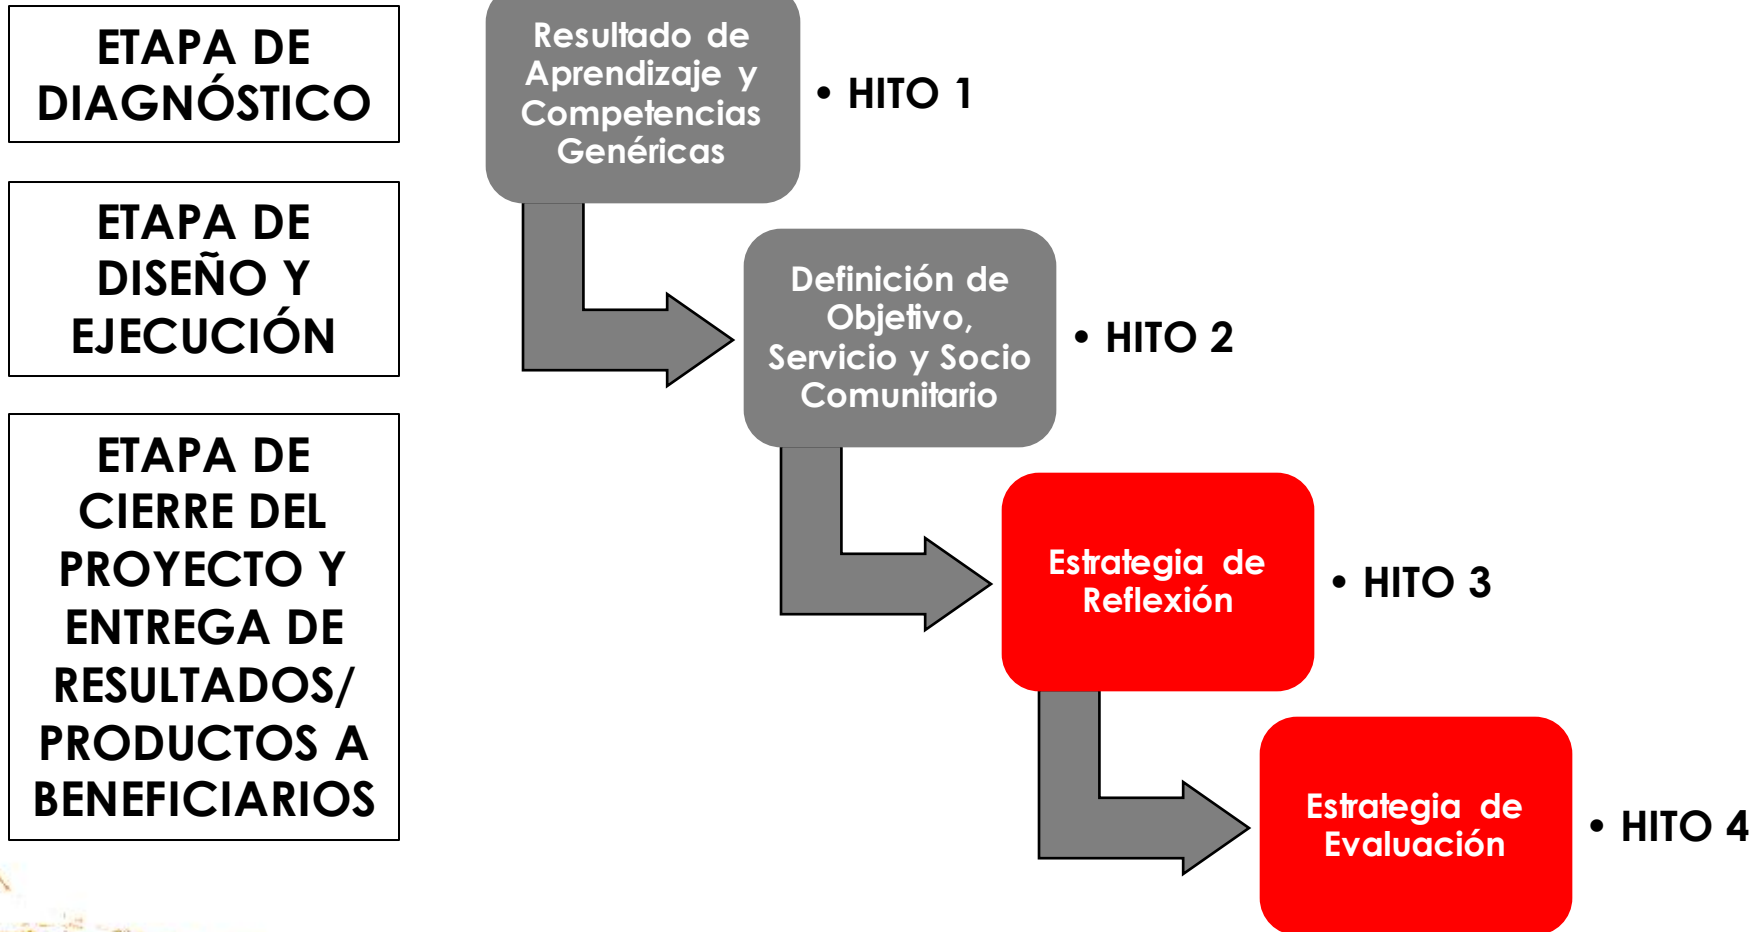 ETAPA DE
DIAGNÓSTICO
Resultado de
Aprendizaje y
Competencias
Genéricas
• HITO 1
ETAPA DE
DISEÑO Y
EJECUCIÓN
Definición de
Objetivo,
Servicio y Socio
Comunitario
• HITO 2
ETAPA DE
CIERRE DEL
PROYECTO Y
ENTREGA DE
RESULTADOS/
PRODUCTOS A
BENEFICIARIOS
Estrategia de
Reflexión
• HITO 3
Estrategia de
Evaluación
• HITO 4